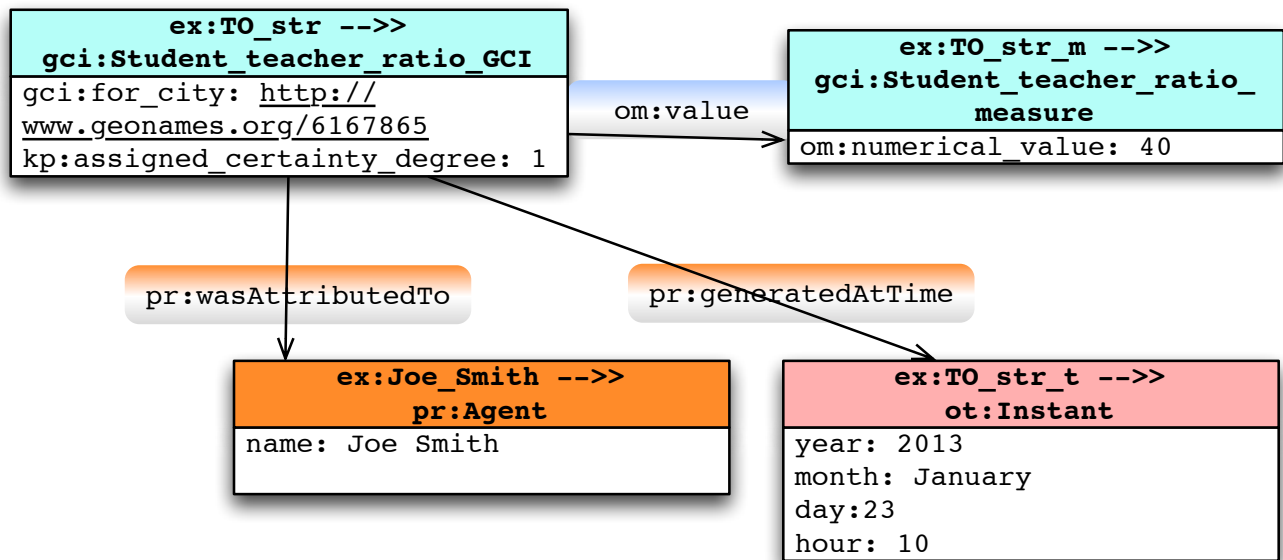 ex:TO_str -->>
gci:Student_teacher_ratio_GCI
gci:for_city: http://
www.geonames.org/6167865
kp:assigned_certainty_degree: 1
om:value
ex:TO_str_m -->>
gci:Student_teacher_ratio_
measure
om:numerical_value: 40
pr:wasAttributedTo
pr:generatedAtTime
ex:Joe_Smith -->>
pr:Agent
name: Joe Smith
ex:TO_str_t -->>
ot:Instant
year: 2013
month: January
day:23
hour: 10